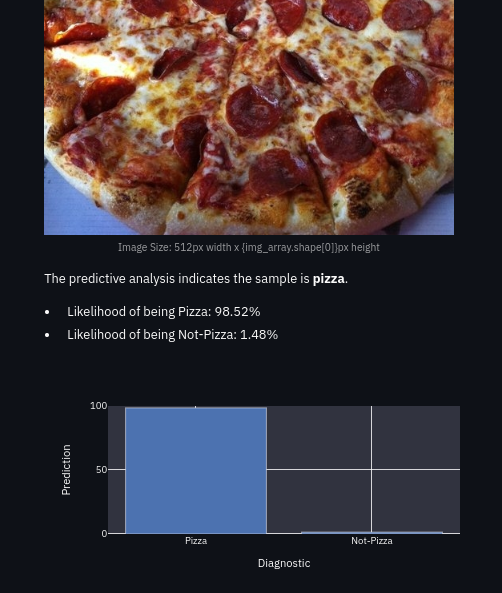 Image Size: 512px width x {img_array.shape[0]}px height
The predictive analysis indicates the sample is pizza.
• Likelihood of being Pizza: 98.52%
• Likelihood of being Not-Pizza: 1.48%
100
50
0
Prediction
Pizza Not-Pizza
Diagnostic